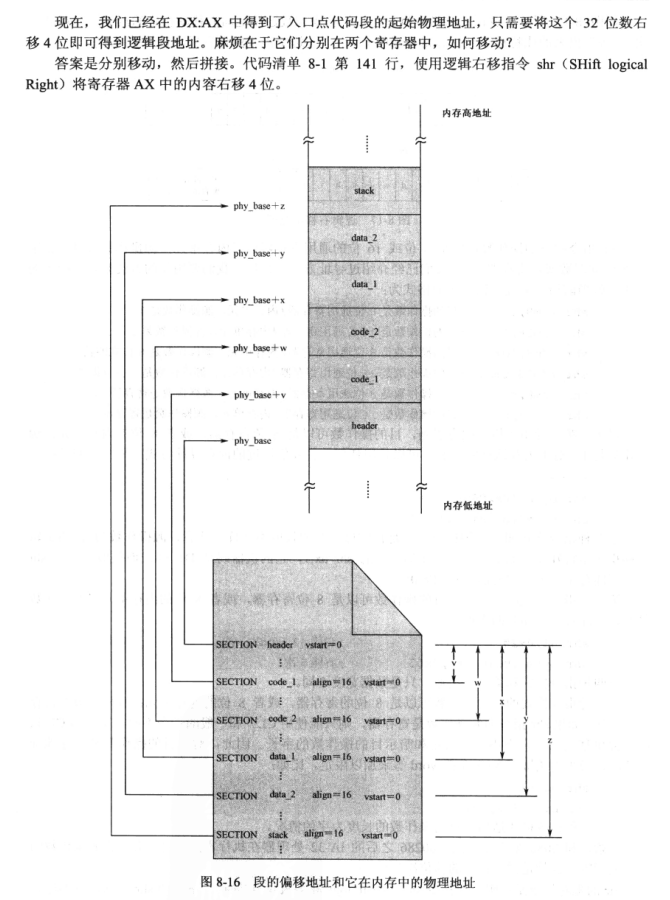 现在，我们已经在 DX:AX 中得到了入口点代码段的起始物理地址，只需要将这个 32 位数右
移 4 位即可得到逻辑段地址。麻烦在于它们分别在两个寄存器中，如何移动？
答案是分别移动，然后拼接。代码清单 8-1 第 141 行，使用逻辑右移指令 shr（SHift logical
Right）将寄存器 AX 中的内容右移 4 位。
内存高地址
stack
phy_base＋z
data_2
phy_base＋y
data_1
phy_base＋x
code_2
phy_base＋w
code_1
phy_base＋v
header
phy_base
内存低地址
SECTION header vstart＝0
SECTION code_1 align＝16 vstart＝0
SECTION code_2 align＝16 vstart＝0
SECTION data_1 align＝16 vstart＝0
SECTION data_2 align＝16 vstart＝0
SECTION stack align＝16 vstart＝0
v
w
x
y
z
图 8-16 段的偏移地址和它在内存中的物理地址